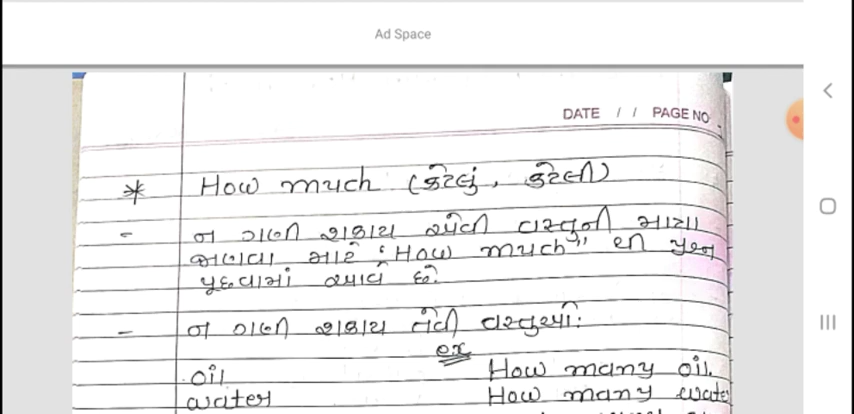 Ad Space
DATE / / PAGE NO.
* How much (કેટલું, કેટલી)
- ન ગણી શકાય એવી વસ્તુની માત્રા
જાણવા માટે "How much" થી પ્રશ્ન
પૂછવામાં આવે છે.
- ન ગણી શકાય તેવી વસ્તુઓ:
ex
oil How many oil.
water How many wate